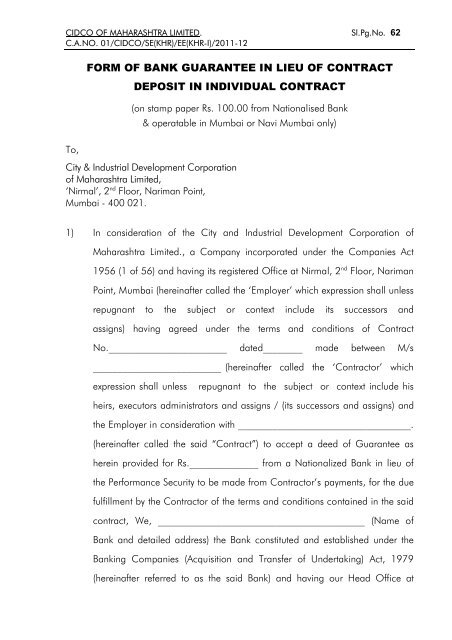 CIDCO OF MAHARASHTRA LIMITED. Sl.Pg.No. 62
C.A.NO. 01/CIDCO/SE(KHR)/EE(KHR-I)/2011-12
FORM OF BANK GUARANTEE IN LIEU OF CONTRACT
DEPOSIT IN INDIVIDUAL CONTRACT
(on stamp paper Rs. 100.00 from Nationalised Bank
& operatable in Mumbai or Navi Mumbai only)
To,
City & Industrial Development Corporation
of Maharashtra Limited,
‘Nirmal’, 2nd Floor, Nariman Point,
Mumbai - 400 021.
1) In consideration of the City and Industrial Development Corporation of
Maharashtra Limited., a Company incorporated under the Companies Act
1956 (1 of 56) and having its registered Office at Nirmal, 2nd Floor, Nariman
Point, Mumbai (hereinafter called the ‘Employer’ which expression shall unless
repugnant to the subject or context include its successors and
assigns) having agreed under the terms and conditions of Contract
No.________________________ dated________ made between M/s
__________________________ (hereinafter called the ‘Contractor’ which
expression shall unless repugnant to the subject or context include his
heirs, executors administrators and assigns / (its successors and assigns) and
the Employer in consideration with ___________________________________.
(hereinafter called the said “Contract”) to accept a deed of Guarantee as
herein provided for Rs.______________ from a Nationalized Bank in lieu of
the Performance Security to be made from Contractor’s payments, for the due
fulfillment by the Contractor of the terms and conditions contained in the said
contract, We, __________________________________________ (Name of
Bank and detailed address) the Bank constituted and established under the
Banking Companies (Acquisition and Transfer of Undertaking) Act, 1979
(hereinafter referred to as the said Bank) and having our Head Office at